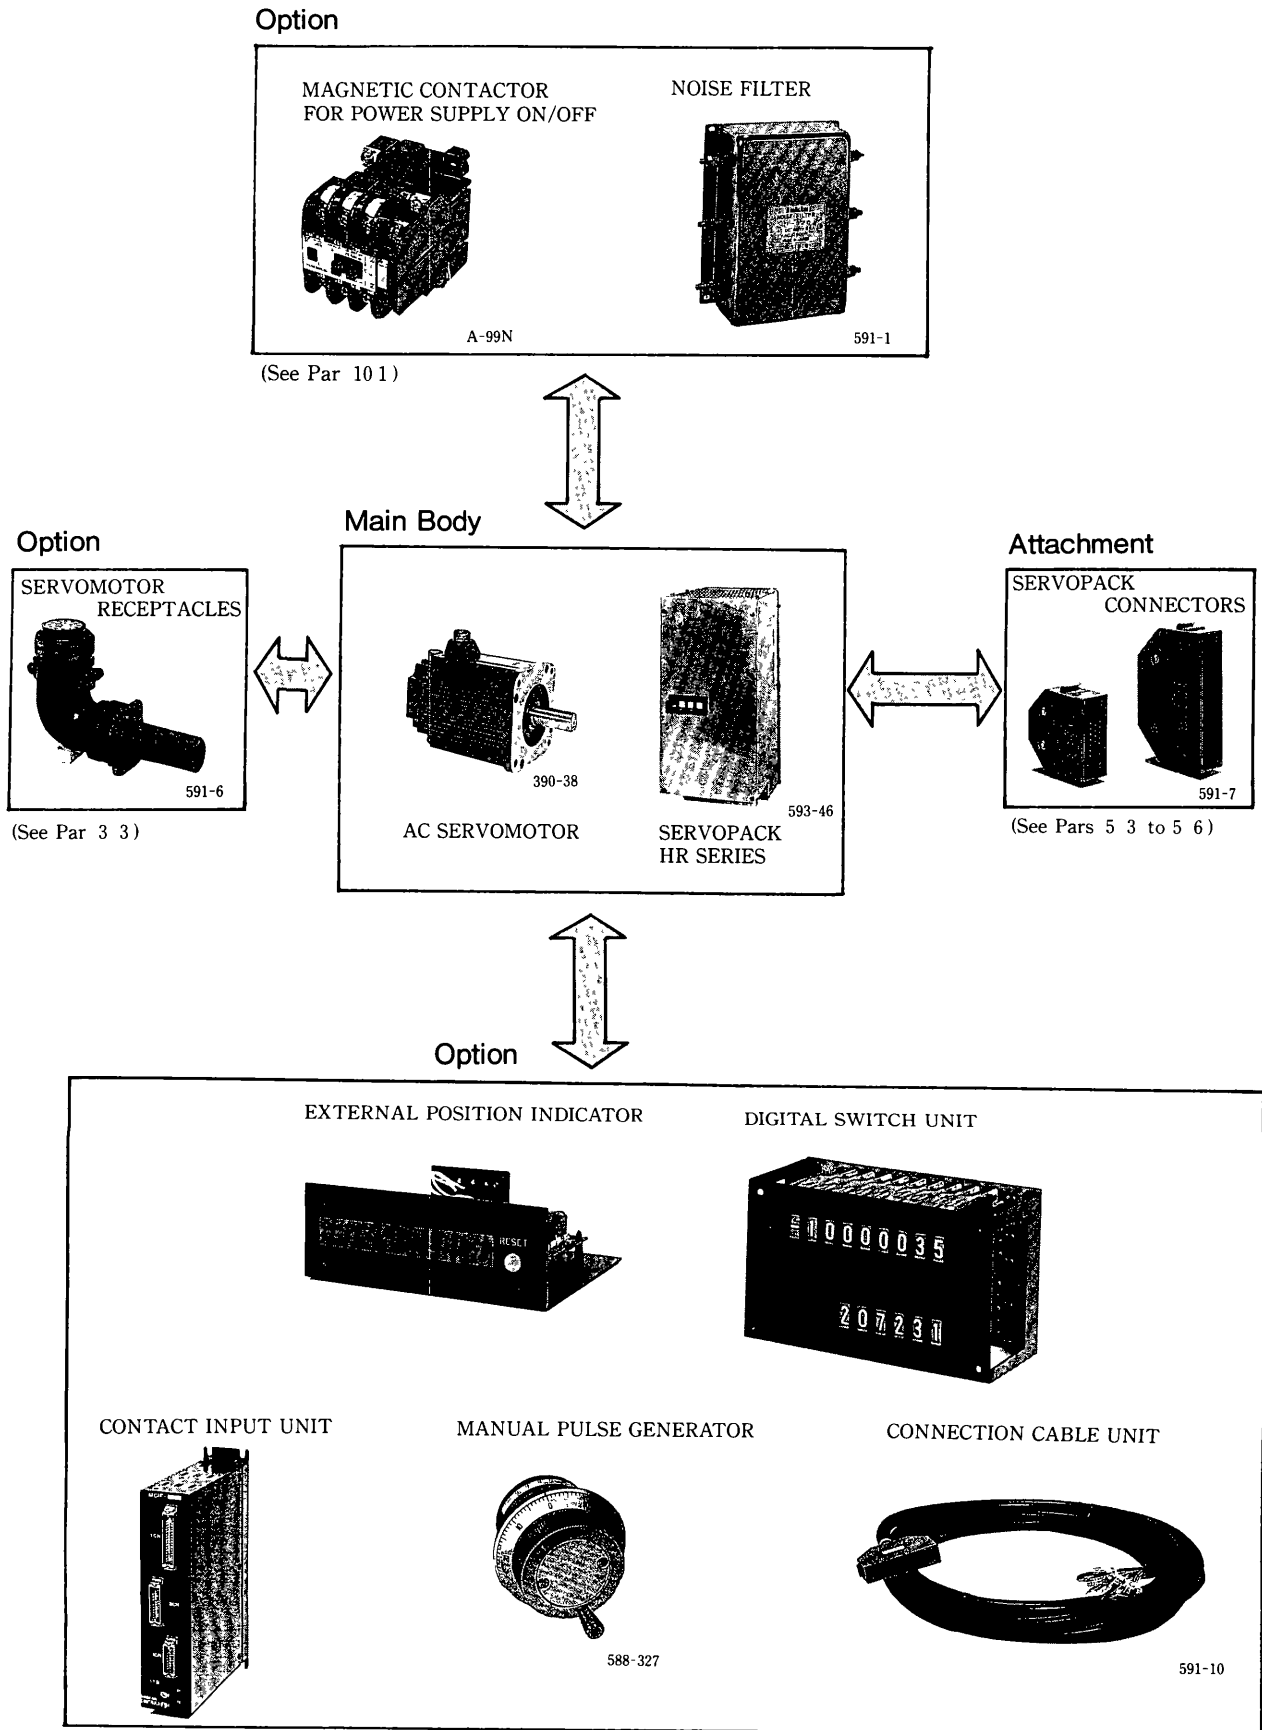 Option
MAGNETIC CONTACTOR
FOR POWER SUPPLY ON/OFF
NOISE FILTER
A-99N
591-1
(See Par 10 1)
Option
SERVOMOTOR
RECEPTACLES
591-6
(See Par 3 3)
Main Body
390-38
AC SERVOMOTOR
593-46
SERVOPACK
HR SERIES
Attachment
SERVOPACK
CONNECTORS
591-7
(See Pars 5 3 to 5 6)
Option
EXTERNAL POSITION INDICATOR
RESET
DIGITAL SWITCH UNIT
10000035
207231
CONTACT INPUT UNIT
MANUAL PULSE GENERATOR
588-327
CONNECTION CABLE UNIT
591-10